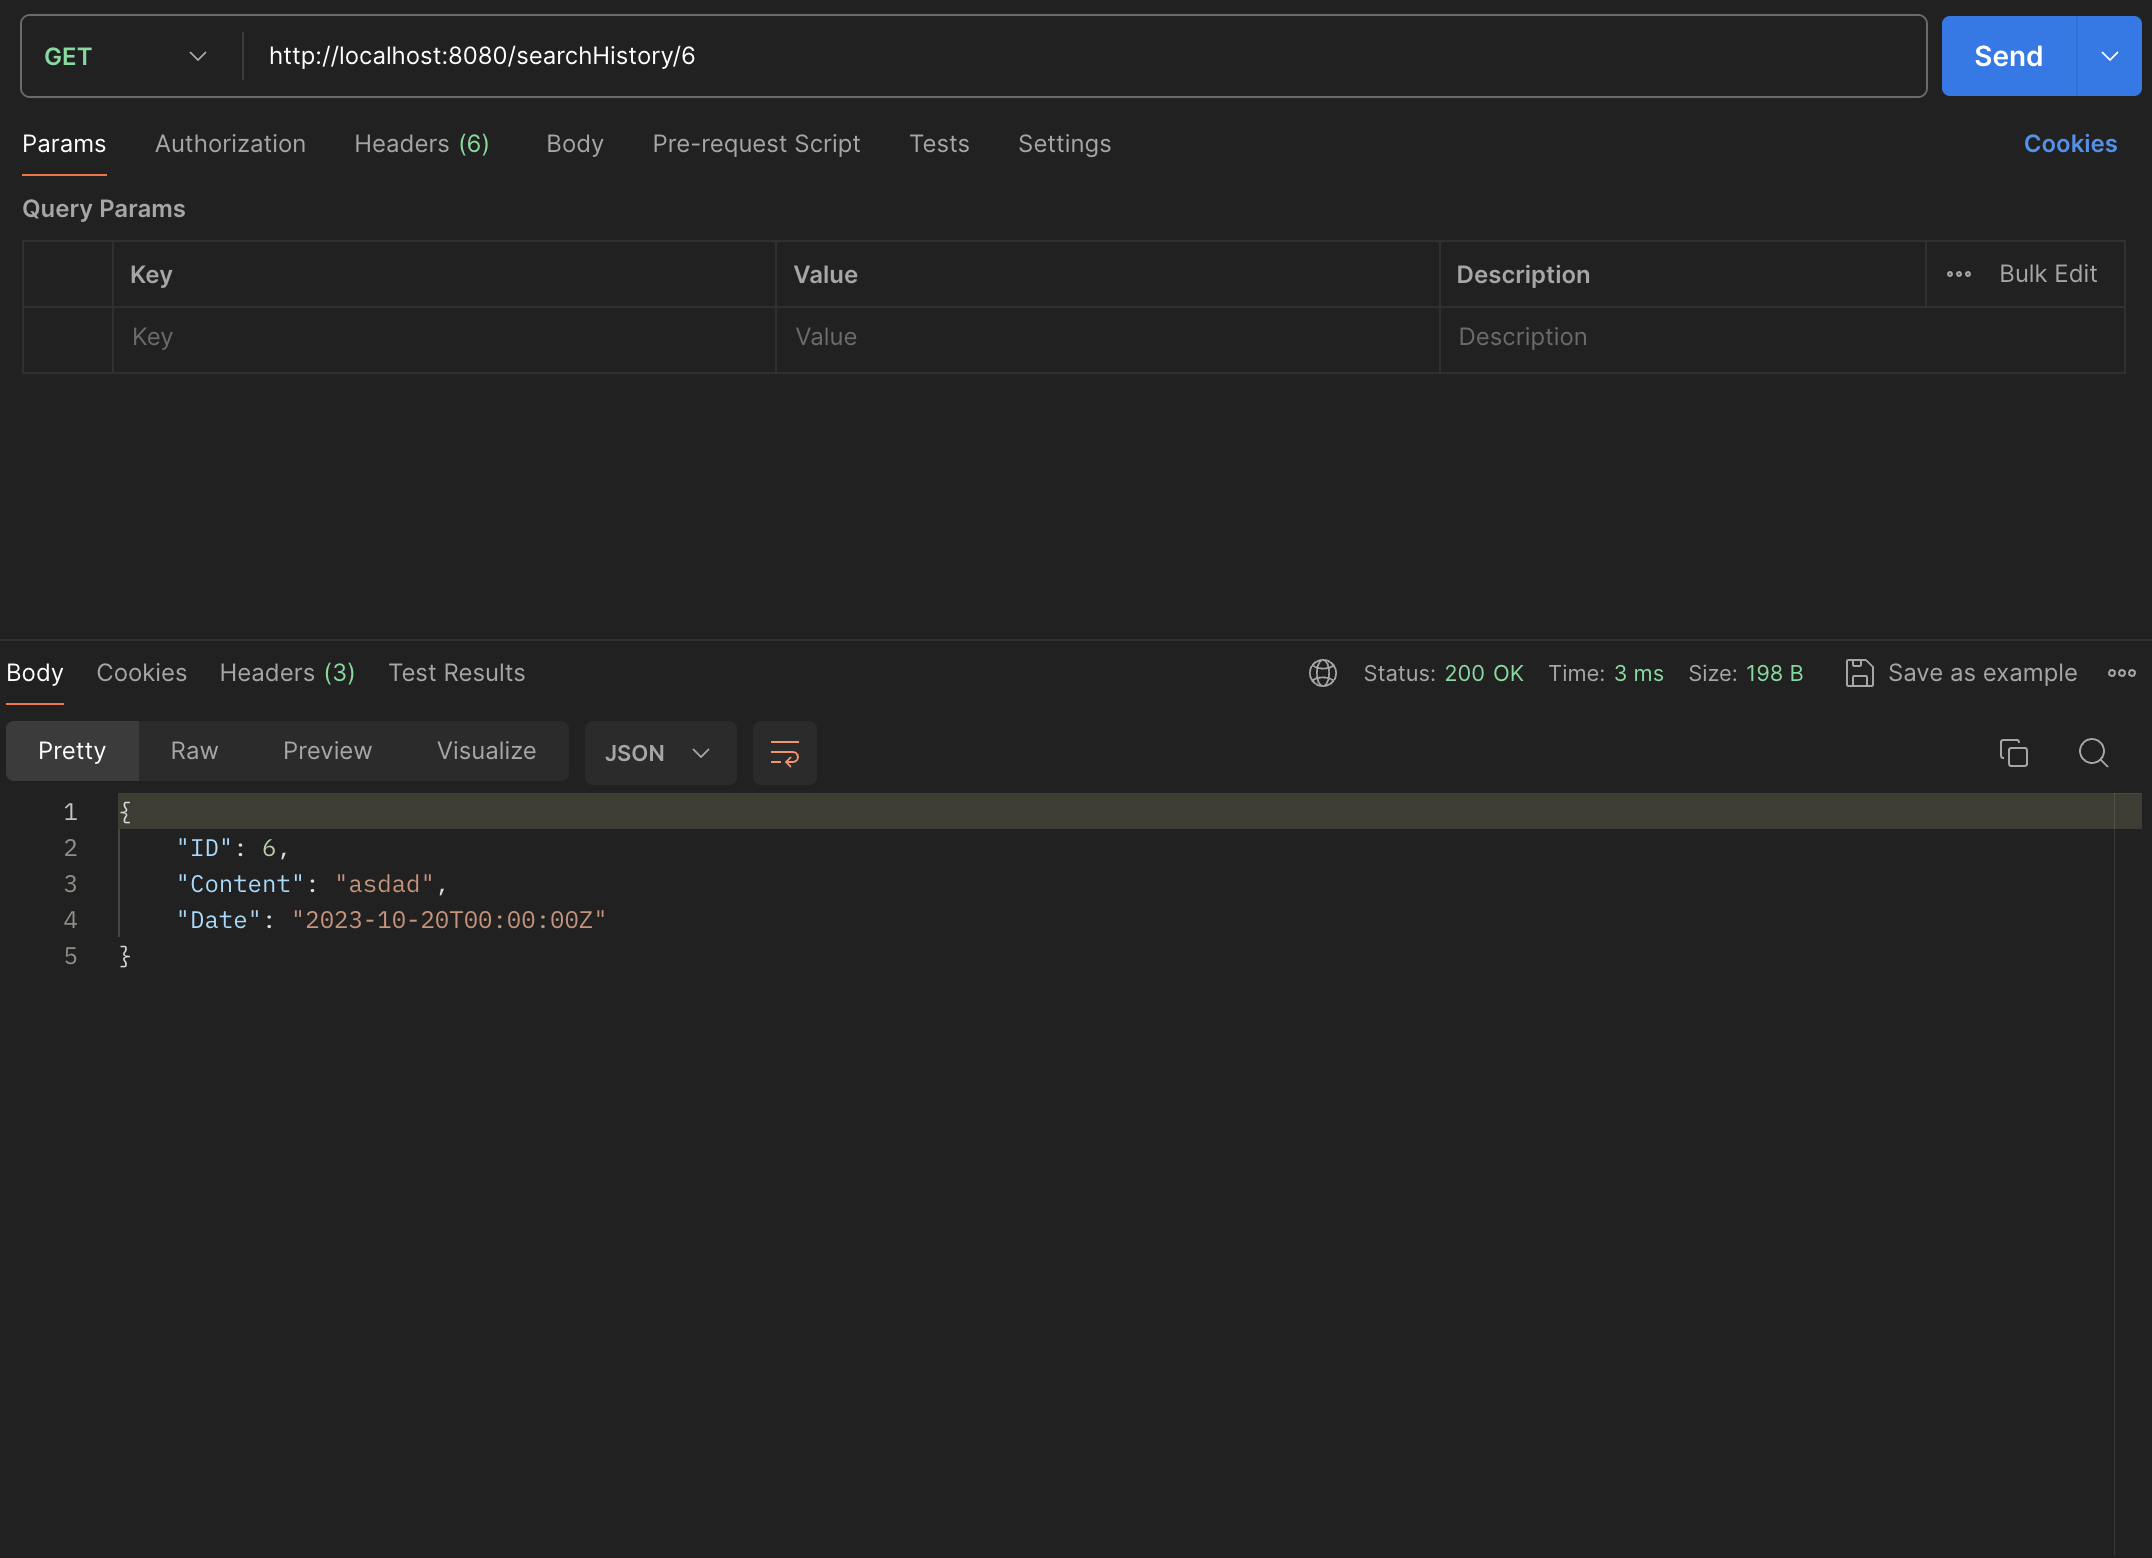 GET http://localhost:8080/searchHistory/6 Send
Params Authorization Headers (6) Body Pre-request Script Tests Settings Cookies
Query Params
Key Value Description Bulk Edit
Key Value Description
Body Cookies Headers (3) Test Results Status: 200 OK Time: 3 ms Size: 198 B Save as example
Pretty Raw Preview Visualize JSON
1 {
2 "ID": 6,
3 "Content": "asdad",
4 "Date": "2023-10-20T00:00:00Z"
5 }